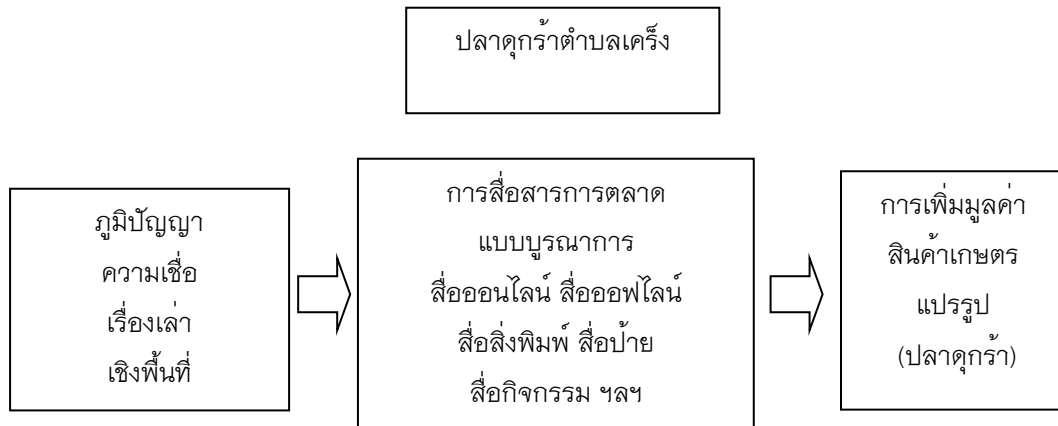 ปลาดุกร้าตำบลเคร็ง
ภูมิปัญญา
ความเชื่อ
เรื่องเล่า
เชิงพื้นที่
การสื่อสารการตลาด
แบบบูรณาการ
สื่อออนไลน์ สื่อออฟไลน์
สื่อสิ่งพิมพ์ สื่อป้าย
สื่อกิจกรรม ฯลฯ
การเพิ่มมูลค่า
สินค้าเกษตร
แปรรูป
(ปลาดุกร้า)